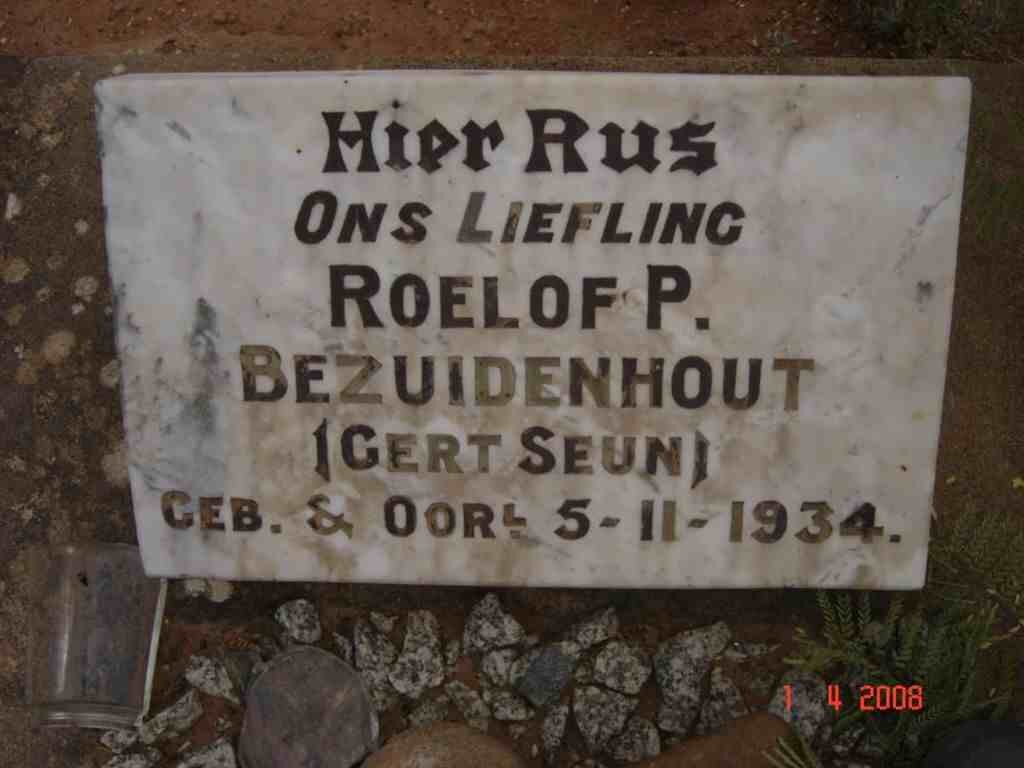 Hier Rus
ONS LIEFLING
ROELOF P.
BEZUIDENHOUT
(GERT SEUN)
GEB. & OORL. 5-11-1934.
1 4 2008